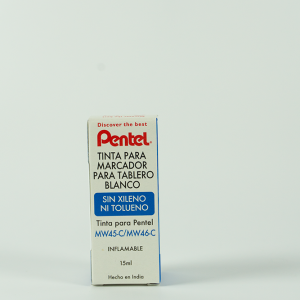 Discover the best
Pentel
TINTA PARA
MARCADOR
PARA TABLERO
BLANCO
SIN XILENO
NI TOLUENO
Tinta para Pentel
MW45-C/MW46-C
INFLAMABLE
15ml
Hecho en India